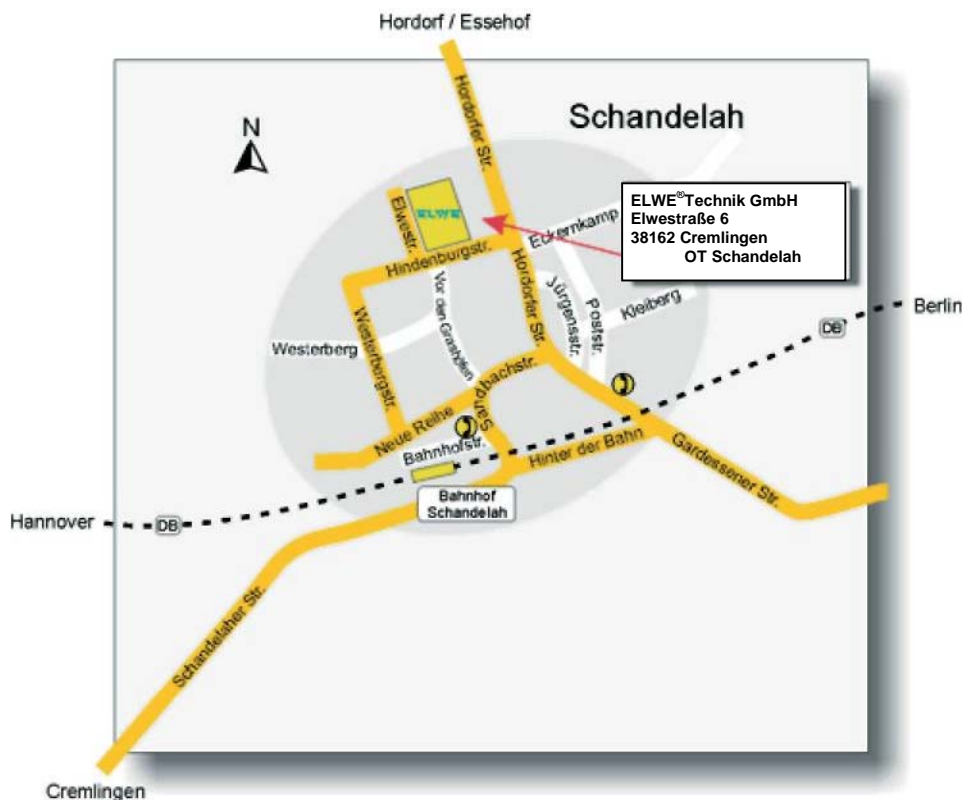 Hordorf / Essehof
Hordorfer Str.
Schandelah
N
ELWE®Technik GmbH
Elwestraße 6
38162 Cremlingen
OT Schandelah
Elwestr.
ELWE
Eckernkamp
Hindenburgstr.
Hordorfer Str.
Jürgensstr.
Poststr.
Kleiberg
Vor den Grashöfen
Berlin
DB
Westerberg
Westerbergstr.
Sandbachstr.
Neue Reihe
Bahnhofstr.
Hinter der Bahn
Gardessener Str.
Bahnhof
Schandelah
Hannover
DB
Schandelaher Str.
Cremlingen